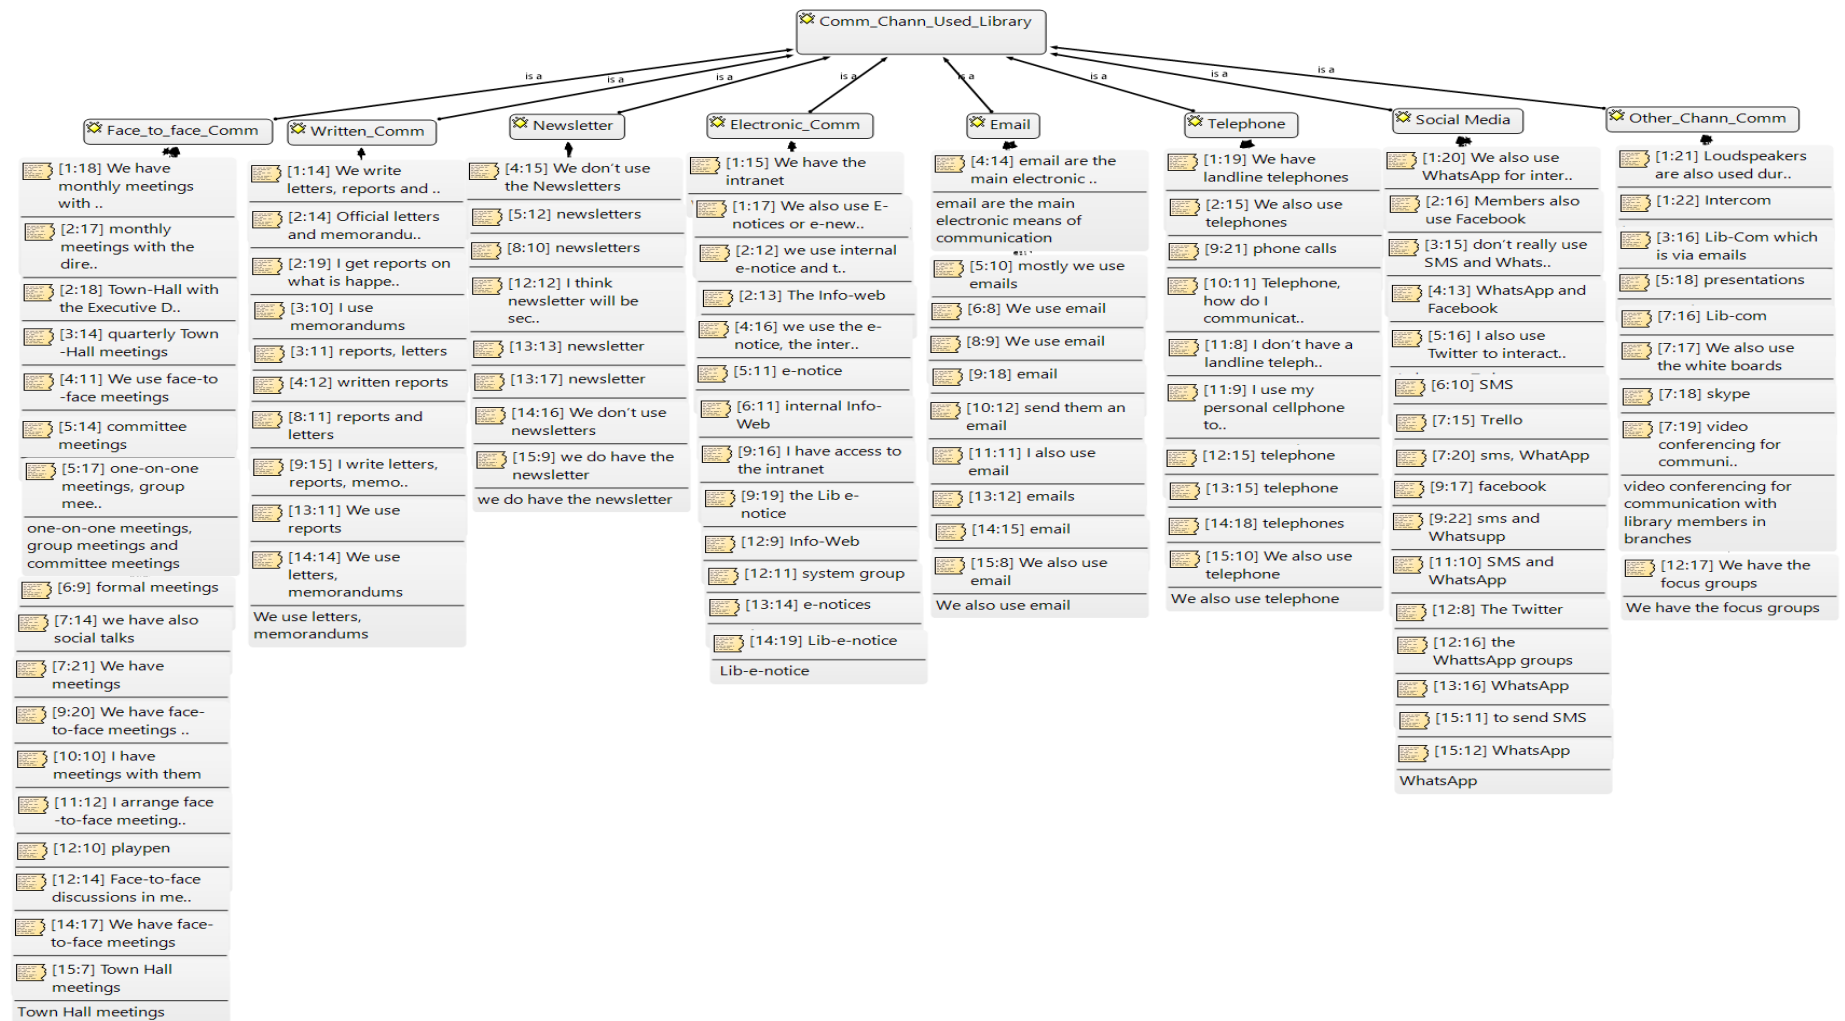 Comm_Chann_Used_Library
is a
is a
is a
is a
is a
is a
is a
is a
Face_to_face_Comm
[1:18] We have
monthly meetings
with ..
[2:17] monthly
meetings with the
dire..
[2:18] Town-Hall with
the Executive D..
[3:14] quarterly Town
-Hall meetings
[4:11] We use face-to
-face meetings
[5:14] committee
meetings
[5:17] one-on-one
meetings, group
mee..
one-on-one meetings,
group meetings and
committee meetings
[6:9] formal meetings
[7:14] we have also
social talks
[7:21] We have
meetings
[9:20] We have face-
to-face meetings ..
[10:10] I have
meetings with them
[11:12] I arrange face
-to-face meeting..
[12:10] playpen
[12:14] Face-to-face
discussions in me..
[14:17] We have face-
to-face meetings
[15:7] Town Hall
meetings
Town Hall meetings
Written_Comm
[1:14] We write
letters, reports and ..
[2:14] Official letters
and memorandu..
[2:19] I get reports on
what is happe..
[3:10] I use
memorandums
[3:11] reports, letters
[4:12] written reports
[8:11] reports and
letters
[9:15] I write letters,
reports, memo..
[13:11] We use
reports
[14:14] We use
letters,
memorandums
We use letters,
memorandums
Newsletter
[4:15] We don't use
the Newsletters
[5:12] newsletters
[8:10] newsletters
[12:12] I think
newsletter will be
sec..
[13:13] newsletter
[13:17] newsletter
[14:16] We don't use
newsletters
[15:9] we do have the
newsletter
we do have the newsletter
Electronic_Comm
[1:15] We have the
intranet
[1:17] We also use E-
notices or e-new..
[2:12] we use internal
e-notice and t..
[2:13] The Info-web
[4:16] we use the e-
notice, the inter..
[5:11] e-notice
[6:11] internal Info-
Web
[9:16] I have access to
the intranet
[9:19] the Lib e-
notice
[12:9] Info-Web
[12:11] system group
[13:14] e-notices
[14:19] Lib-e-notice
Lib-e-notice
Email
[4:14] email are the
main electronic ..
email are the main
electronic means of
communication
[5:10] mostly we use
emails
[6:8] We use email
[8:9] We use email
[9:18] email
[10:12] send them an
email
[11:11] I also use
email
[13:12] emails
[14:15] email
[15:8] We also use
email
We also use email
Telephone
[1:19] We have
landline telephones
[2:15] We also use
telephones
[9:21] phone calls
[10:11] Telephone,
how do I
communicat..
[11:8] I don't have a
landline teleph..
[11:9] I use my
personal cellphone
to..
[12:15] telephone
[13:15] telephone
[14:18] telephones
[15:10] We also use
telephone
We also use telephone
Social Media
[1:20] We also use
WhatsApp for inter..
[2:16] Members also
use Facebook
[3:15] don't really use
SMS and Whats..
[4:13] WhatsApp and
Facebook
[5:16] I also use
Twitter to interact..
[6:10] SMS
[7:15] Trello
[7:20] sms, WhatApp
[9:17] facebook
[9:22] sms and
Whatsupp
[11:10] SMS and
WhatsApp
[12:8] The Twitter
[12:16] the
WhattsApp groups
[13:16] WhatsApp
[15:11] to send SMS
[15:12] WhatsApp
WhatsApp
Other_Chann_Comm
[1:21] Loudspeakers
are also used dur..
[1:22] Intercom
[3:16] Lib-Com which
is via emails
[5:18] presentations
[7:16] Lib-com
[7:17] We also use
the white boards
[7:18] skype
[7:19] video
conferencing for
communi..
video conferencing for
communication with
library members in
branches
[12:17] We have the
focus groups
We have the focus groups